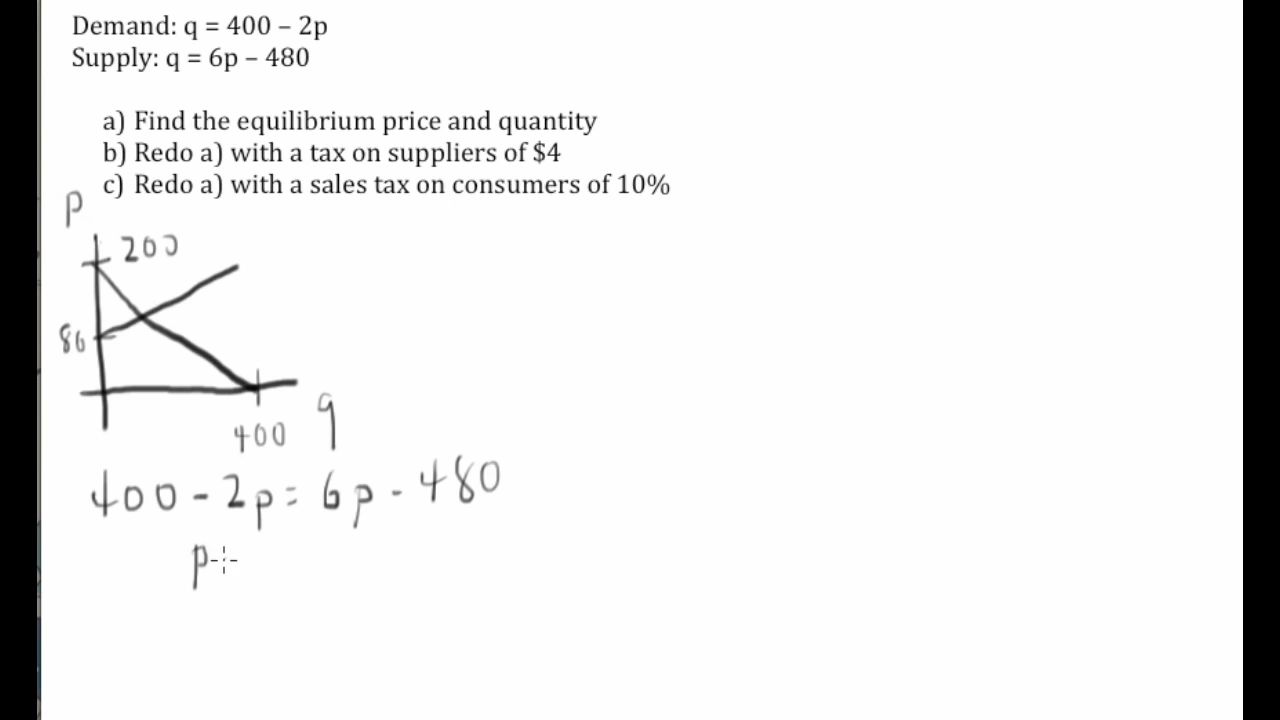 Demand: q = 400 – 2p
Supply: q = 6p – 480
a) Find the equilibrium price and quantity
b) Redo a) with a tax on suppliers of $4
c) Redo a) with a sales tax on consumers of 10%
p
200
80
400
q
400 - 2p = 6p - 480
p